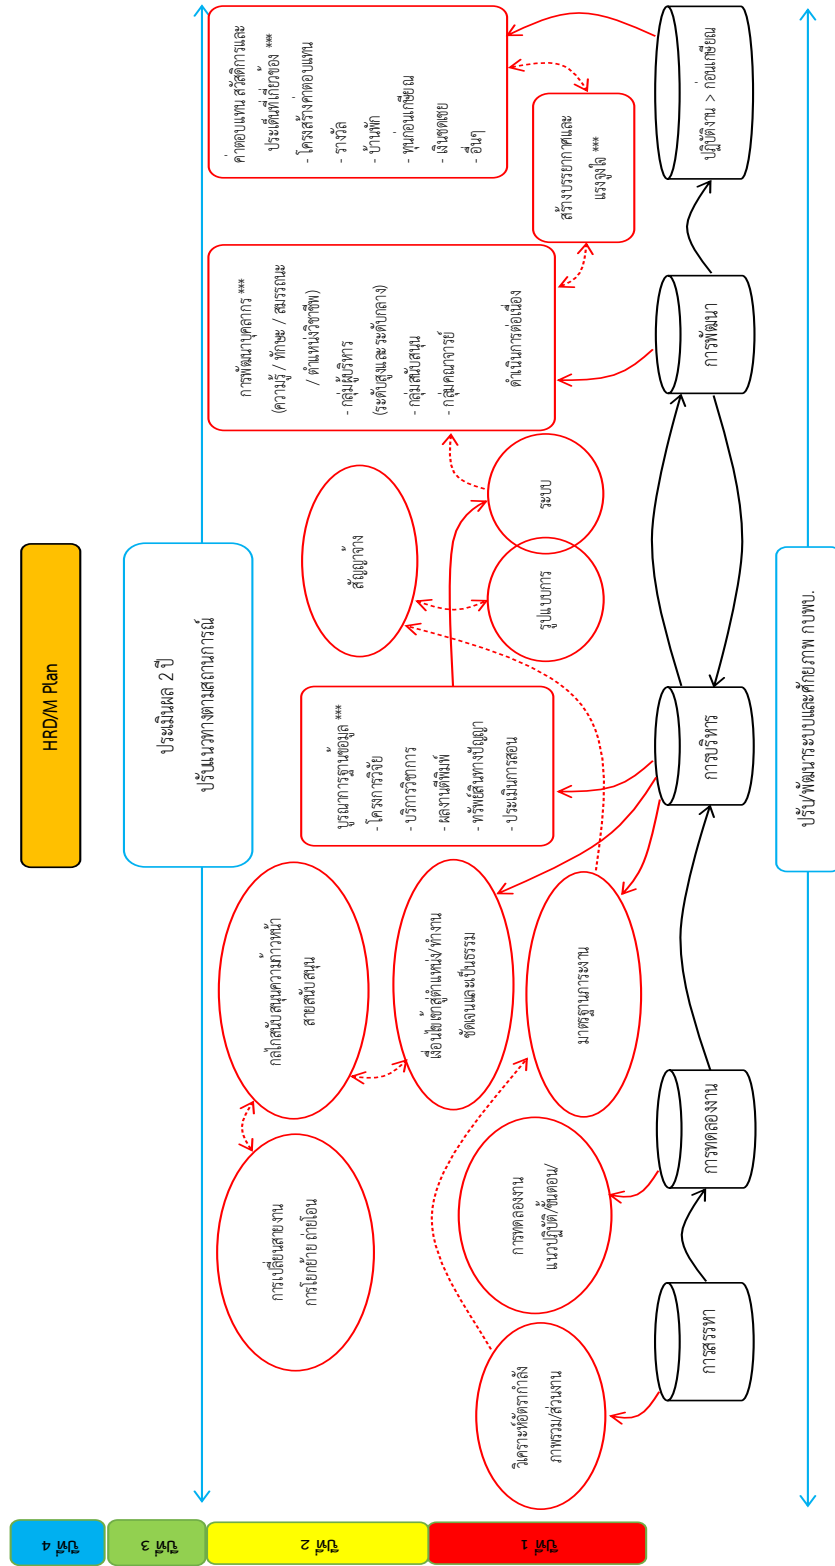 HRD/M Plan
ประเมินผล 2 ปี
ปรับแนวทางตามสถานการณ์
ปีที่ 4
ปีที่ 3
ปีที่ 2
ปีที่ 1
การเปลี่ยนสายงาน
การโยกย้าย ถ่ายโอน
กลไกสนับสนุนความก้าวหน้า
สายสนับสนุน
สัญญาจ้าง
การพัฒนาบุคลากร ***
(ความรู้ / ทักษะ / สมรรถนะ
/ ตำแหน่งวิชาชีพ)
- กลุ่มผู้บริหาร
(ระดับสูงและระดับกลาง)
- กลุ่มสนับสนุน
- กลุ่มคณาจารย์
ดำเนินการต่อเนื่อง
ค่าตอบแทน สวัสดิการและ
ประเด็นที่เกี่ยวข้อง ***
- โครงสร้างค่าตอบแทน
- รางวัล
- บ้านพัก
- ทุนก่อนเกษียณ
- เงินชดเชย
- อื่นๆ
บูรณาการฐานข้อมูล ***
- โครงการวิจัย
- บริการวิชาการ
- ผลงานตีพิมพ์
- ทรัพย์สินทางปัญญา
- ประเมินการสอน
เงื่อนไขเข้าสู่ตำแหน่ง/ทำงาน
ชัดเจนและเป็นธรรม
วิเคราะห์อัตรากำลัง
ภาพรวม/ส่วนงาน
การทดลองงาน
แนวปฏิบัติ/ขั้นตอน/
มาตรฐานภาระงาน
รูปแบบการ
ระบบ
สร้างบรรยากาศและ
แรงจูงใจ ***
การสรรหา
การทดลองงาน
การบริหาร
การพัฒนา
ปฏิบัติงาน > ก่อนเกษียณ
ปรับ/พัฒนาระบบและศักยภาพ กบพบ.